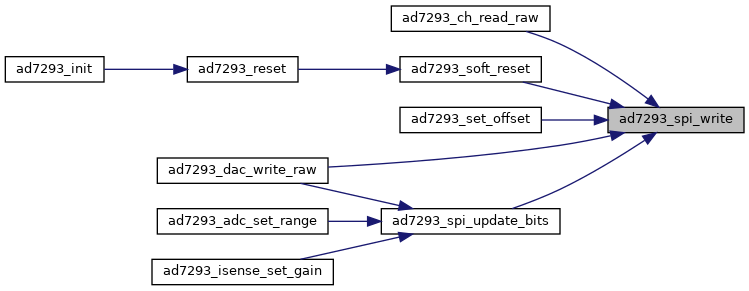 ad7293_ch_read_raw
ad7293_init
ad7293_reset
ad7293_soft_reset
ad7293_set_offset
ad7293_spi_write
ad7293_dac_write_raw
ad7293_adc_set_range
ad7293_spi_update_bits
ad7293_isense_set_gain